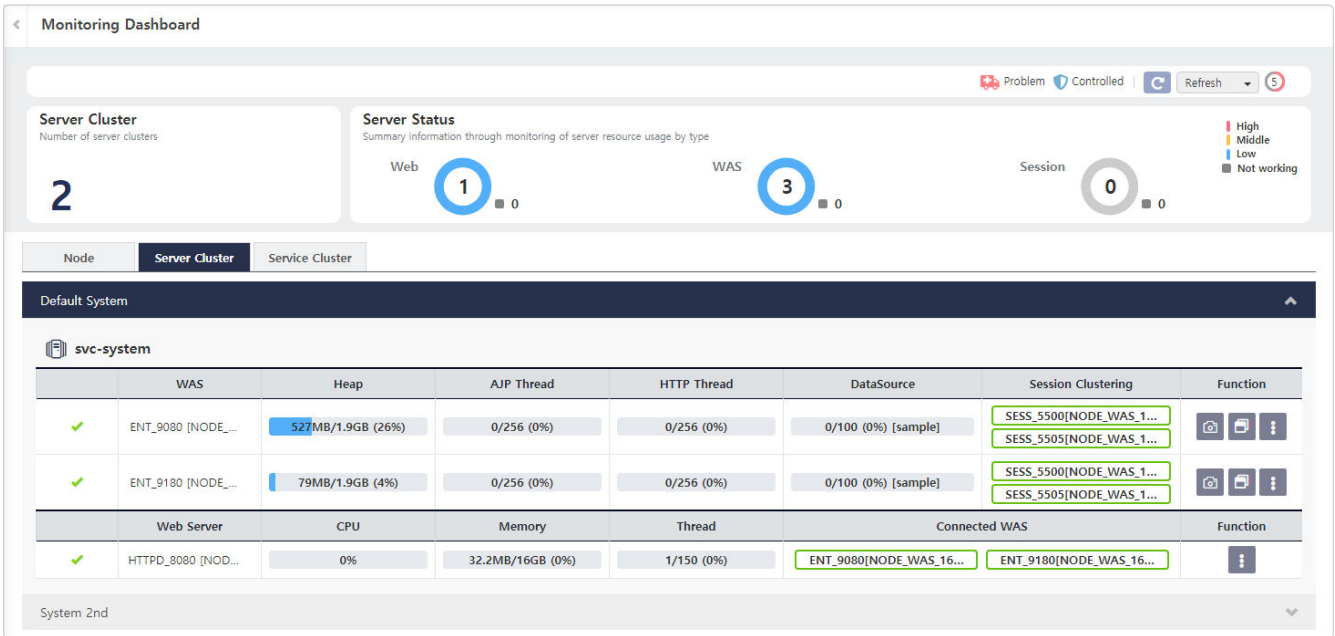 Monitoring Dashboard
Problem Controlled Refresh 5
Server Cluster
Number of server clusters
2
Server Status
Summary information through monitoring of server resource usage by type
Web
1
0
WAS
3
0
Session
0
0
High
Middle
Low
Not working
Node Server Cluster Service Cluster
Default System
svc-system
WAS Heap AJP Thread HTTP Thread DataSource Session Clustering Function
ENT_9080 [NODE_... 527MB/1.9GB (26%) 0/256 (0%) 0/256 (0%) 0/100 (0%) [sample] SESS_5500[NODE_WAS_1...
SESS_5505[NODE_WAS_1...
ENT_9180 [NODE_... 79MB/1.9GB (4%) 0/256 (0%) 0/256 (0%) 0/100 (0%) [sample] SESS_5500[NODE_WAS_1...
SESS_5505[NODE_WAS_1...
Web Server CPU Memory Thread Connected WAS Function
HTTPD_8080 [NOD... 0% 32.2MB/16GB (0%) 1/150 (0%) ENT_9080[NODE_WAS_16... ENT_9180[NODE_WAS_16...
System 2nd